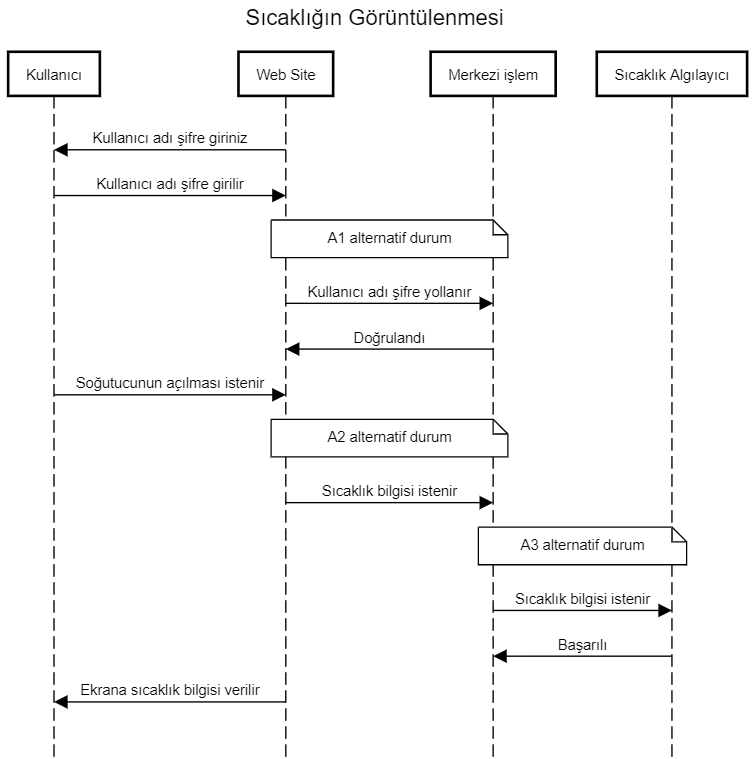 Sıcaklığın Görüntülenmesi
Kullanıcı
Web Site
Merkezi işlem
Sıcaklık Algılayıcı
Kullanıcı adı şifre giriniz
Kullanıcı adı şifre girilir
A1 alternatif durum
Kullanıcı adı şifre yollanır
Doğrulandı
Soğutucunun açılması istenir
A2 alternatif durum
Sıcaklık bilgisi istenir
A3 alternatif durum
Sıcaklık bilgisi istenir
Başarılı
Ekrana sıcaklık bilgisi verilir